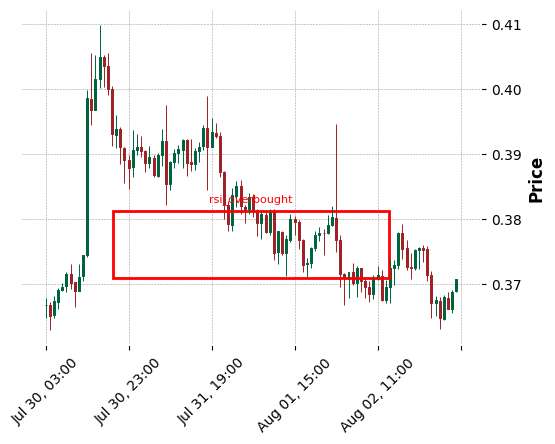 0.41
0.40
0.39
0.38
0.37
Price
rsi_overbought
Jul 30, 03:00
Jul 30, 23:00
Jul 31, 19:00
Aug 01, 15:00
Aug 02, 11:00